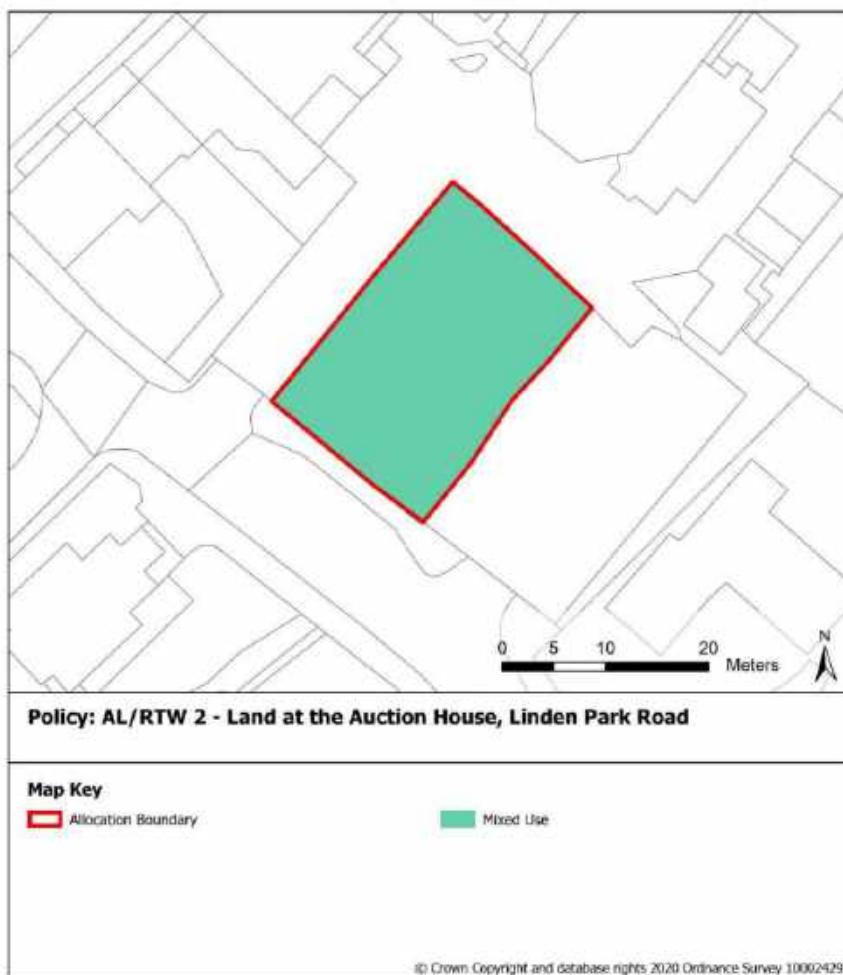 N
0 5 10 20
Meters
Policy: AL/RTW 2 - Land at the Auction House, Linden Park Road
Map Key
Allocation Boundary
Mixed Use
© Crown Copyright and database rights 2020 Ordnance Survey 10002429